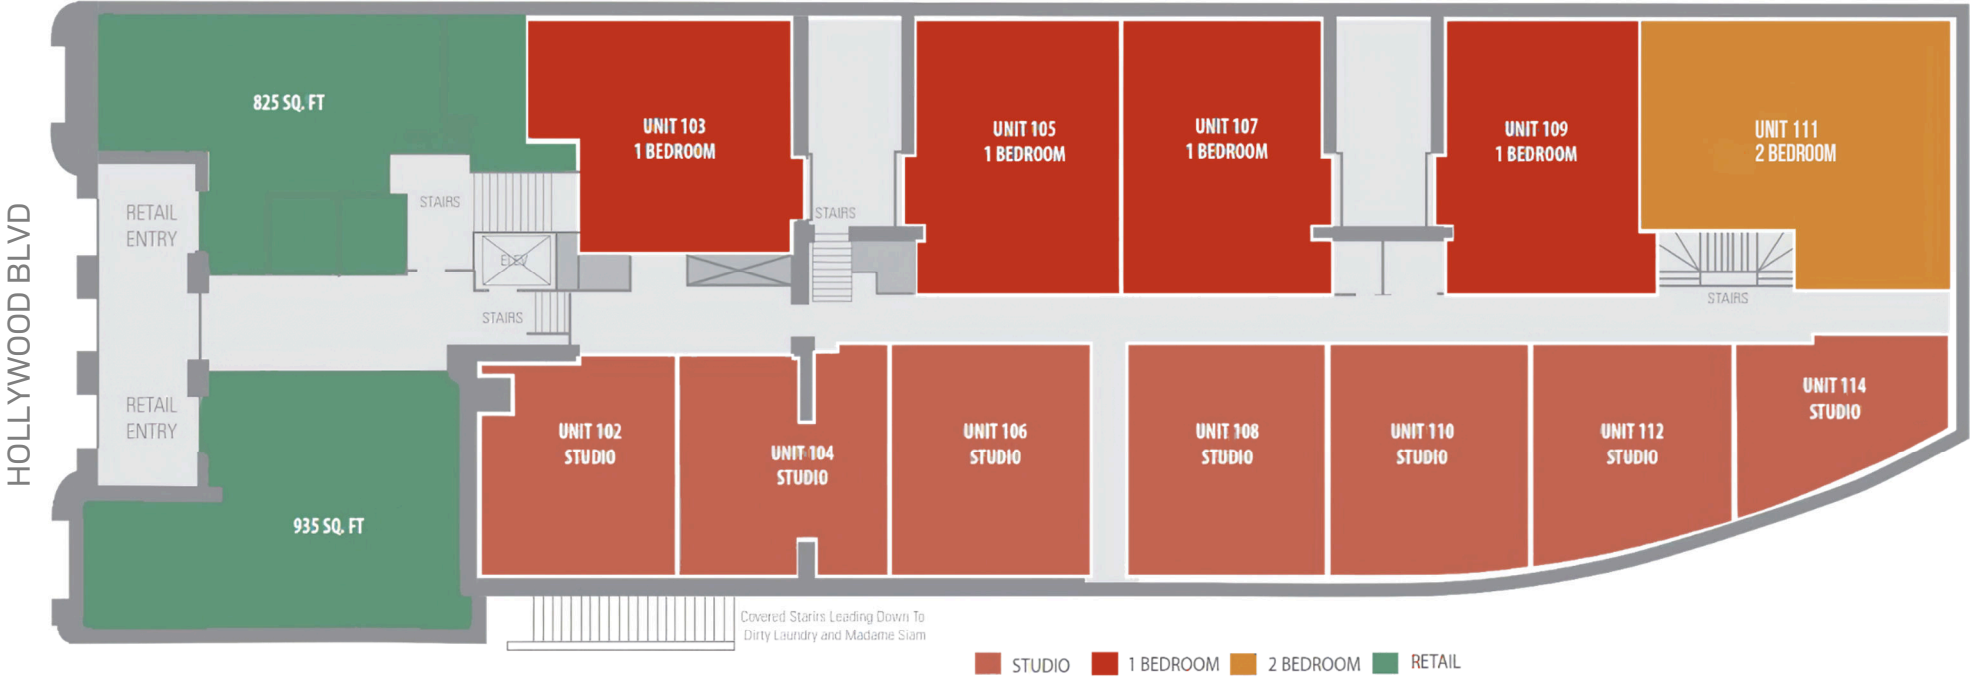 HOLLYWOOD BLVD
825 SQ. FT
UNIT 103
1 BEDROOM
UNIT 105
1 BEDROOM
UNIT 107
1 BEDROOM
UNIT 109
1 BEDROOM
UNIT 111
2 BEDROOM
RETAIL
ENTRY
STAIRS
STAIRS
ELEV
STAIRS
STAIRS
RETAIL
ENTRY
UNIT 102
STUDIO
UNIT 104
STUDIO
UNIT 106
STUDIO
UNIT 108
STUDIO
UNIT 110
STUDIO
UNIT 112
STUDIO
UNIT 114
STUDIO
935 SQ. FT
Covered Starirs Leading Down To
Dirty Laundry and Madame Siam
STUDIO
1 BEDROOM
2 BEDROOM
RETAIL